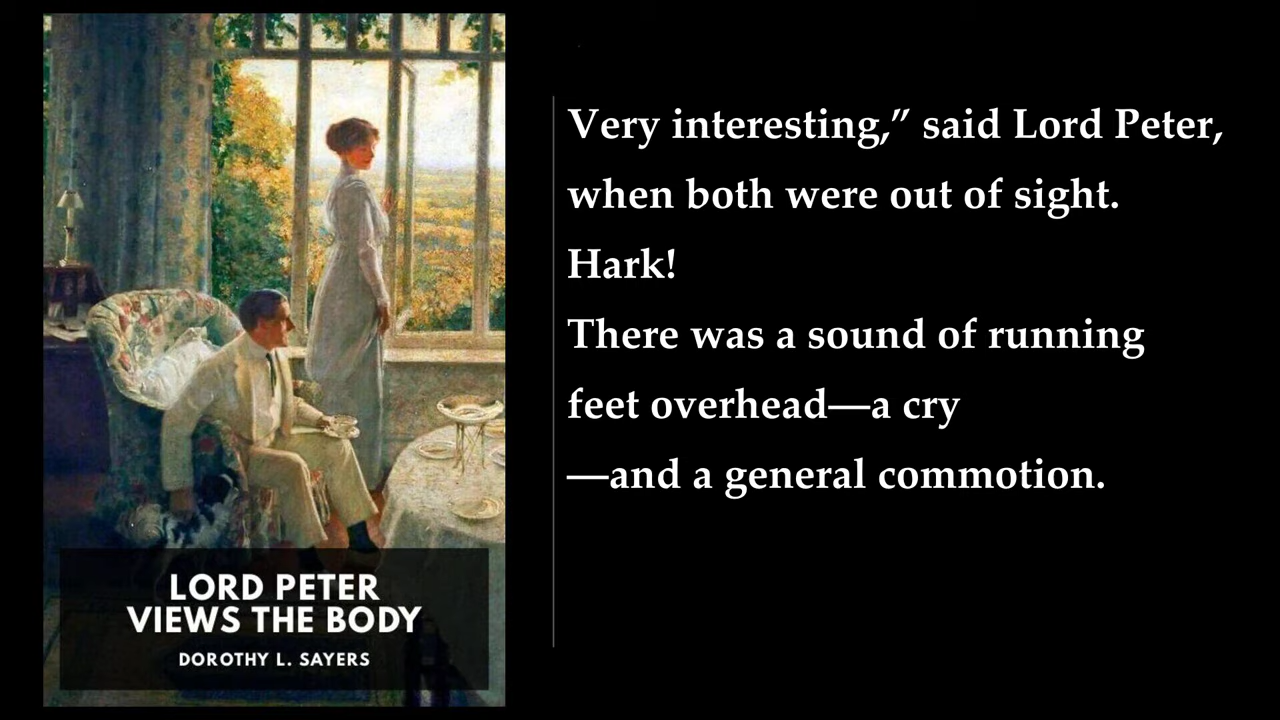 LORD PETER
VIEWS THE BODY
DOROTHY L. SAYERS
Very interesting,” said Lord Peter,
when both were out of sight.
Hark!
There was a sound of running
feet overhead—a cry
—and a general commotion.